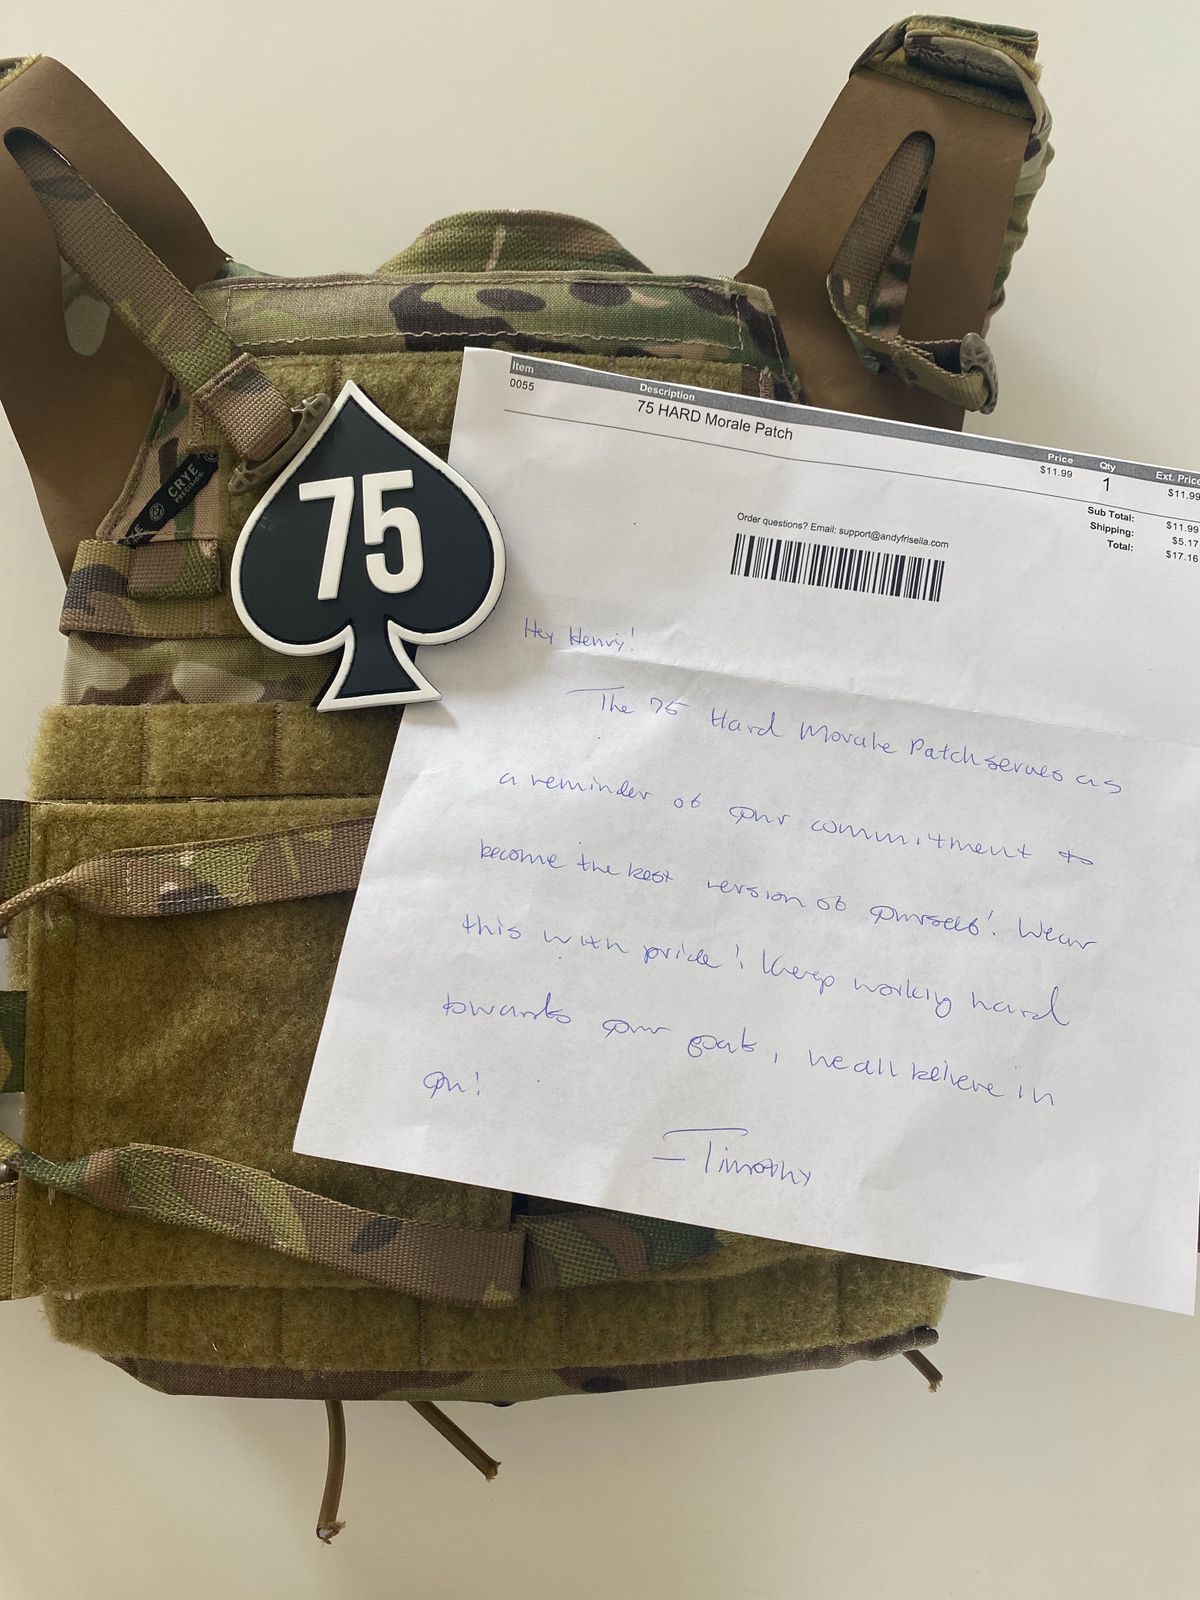 CRYE
PRECISION
75
Item Description Price Qty Ext. Price
0055 75 HARD Morale Patch $11.99 1 $11.99
Sub Total: $11.99
Shipping: $5.17
Total: $17.16
Order questions? Email: support@andyfrisella.com
Hey Henry!
The 75 Hard Morale Patch serves as
a reminder of your commitment to
become the best version of yourself! Wear
this with pride! Keep working hard
towards your goals, we all believe in
you!
- Timothy